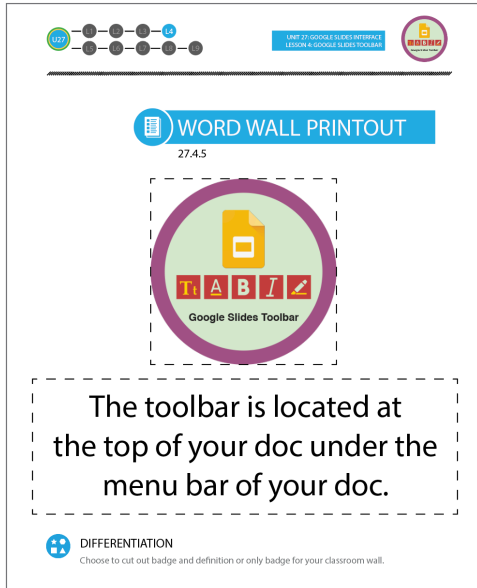 U27
L1
L2
L3
L4
L5
L6
L7
L8
L9
UNIT 27: GOOGLE SLIDES INTERFACE
LESSON 4: GOOGLE SLIDES TOOLBAR
WORD WALL PRINTOUT
27.4.5
Tt A B I
Google Slides Toolbar
The toolbar is located at
the top of your doc under the
menu bar of your doc.
DIFFERENTIATION
Choose to cut out badge and definition or only badge for your classroom wall.